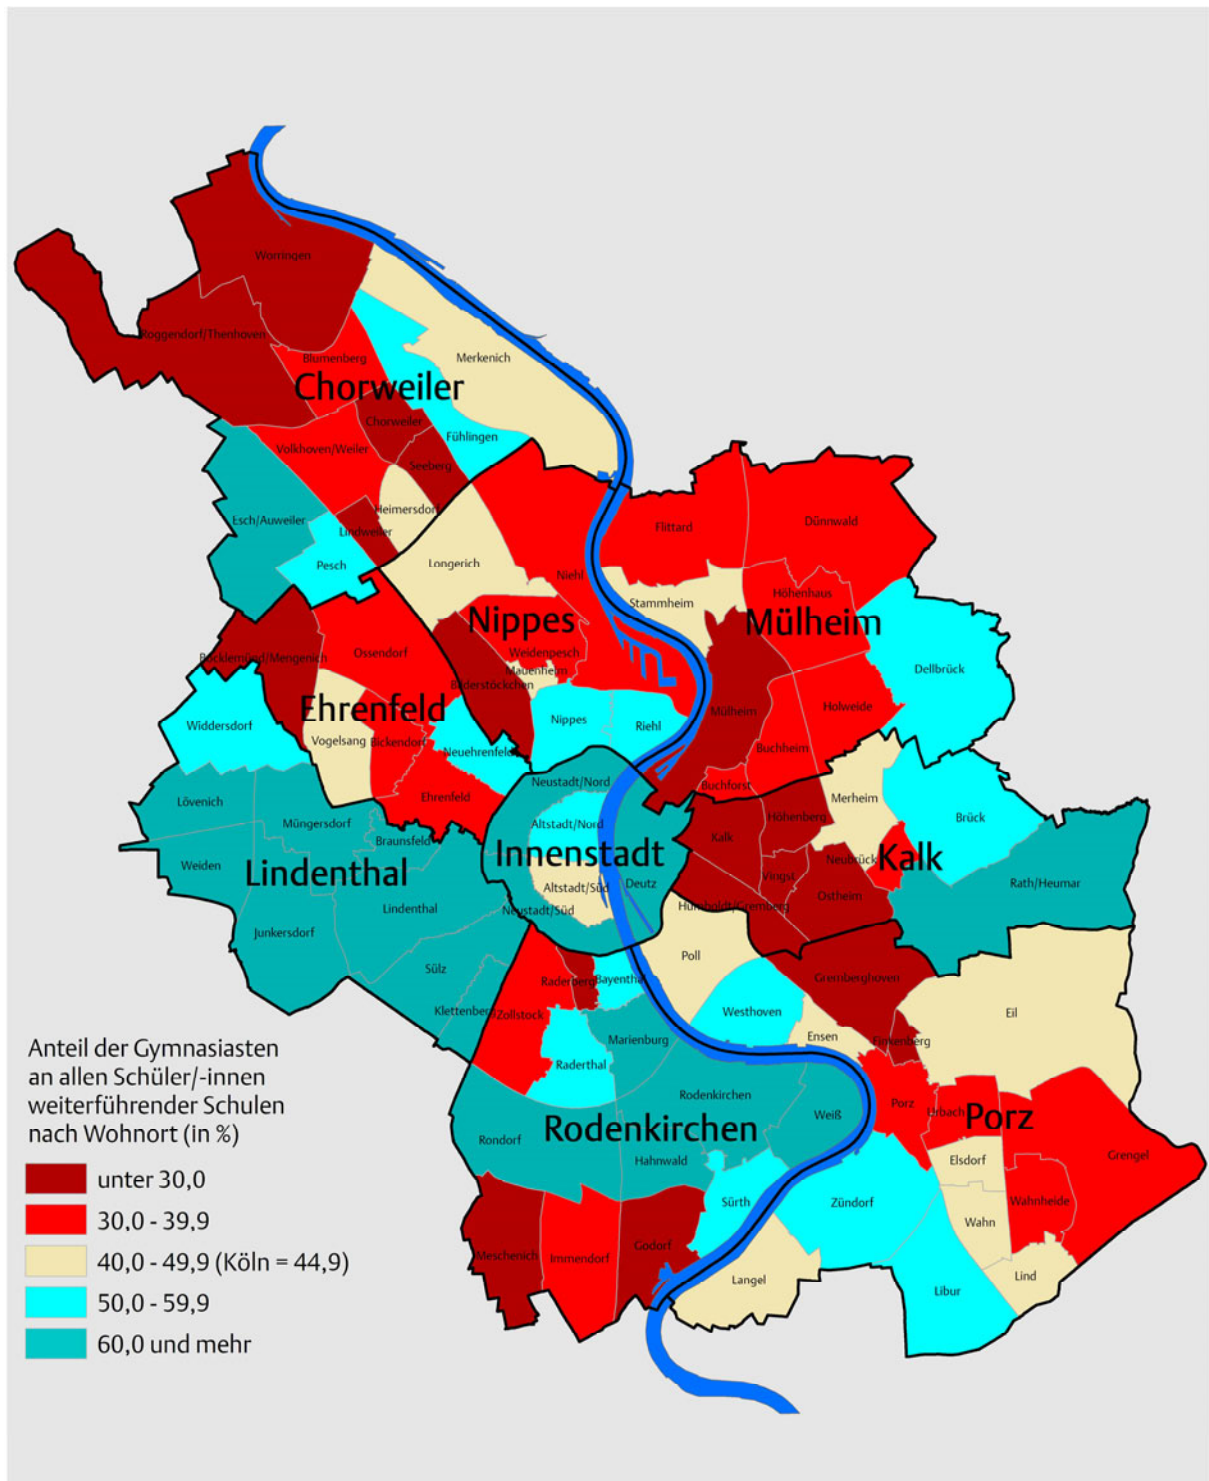 Worringen
Roggendorf/Thenhoven
Blumenberg
Merkenich
Chorweiler
Chorweiler
Fühlingen
Volkhoven/Weiler
Seeberg
Heimersdorf
Esch/Auweiler
Lindweiler
Pesch
Longerich
Niehl
Flittard
Dünnwald
Höhenhaus
Stammheim
Nippes
Mülheim
Weidenpesch
Mauenheim
Ossendorf
Bocklemünd/Mengenich
Bilderstöckchen
Dellbrück
Ehrenfeld
Widdersdorf
Vogelsang
Bickendorf
Nippes
Riehl
Mülheim
Holweide
Neuehrenfeld
Buchheim
Neustadt/Nord
Buchforst
Ehrenfeld
Merheim
Lövenich
Müngersdorf
Altstadt/Nord
Höhenberg
Brück
Braunsfeld
Kalk
Innenstadt
Kalk
Neubrück
Weiden
Lindenthal
Vingst
Deutz
Altstadt/Süd
Rath/Heumar
Ostheim
Lindenthal
Neustadt/Süd
Humboldt/Gremberg
Junkersdorf
Poll
Sülz
Raderberg
Bayenthal
Gremberghoven
Klettenberg
Zollstock
Westhoven
Eil
Marienburg
Ensen
Finkenberg
Raderthal
Rodenkirchen
Porz
Urbach
Porz
Weiß
Rodenkirchen
Rondorf
Hahnwald
Elsdorf
Grengel
Sürth
Zündorf
Wahnheide
Wahn
Meschenich
Immendorf
Godorf
Langel
Lind
Libur
Anteil der Gymnasiasten
an allen Schüler/-innen
weiterführender Schulen
nach Wohnort (in %)
unter 30,0
30,0 - 39,9
40,0 - 49,9 (Köln = 44,9)
50,0 - 59,9
60,0 und mehr